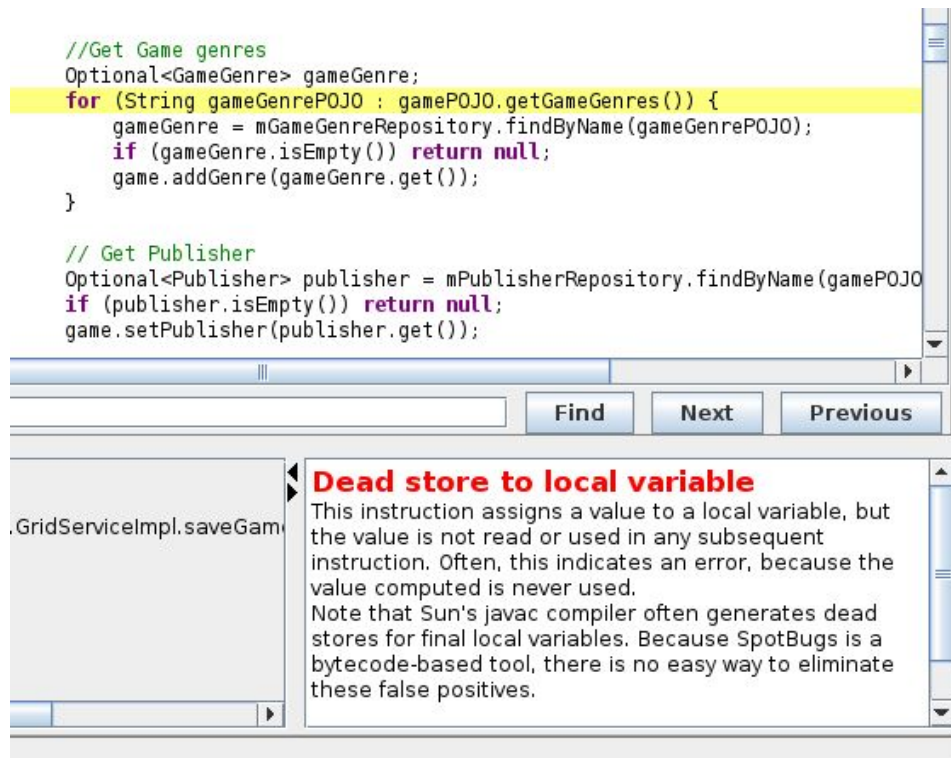 //Get Game genres
Optional<GameGenre> gameGenre;
for (String gameGenrePOJO : gamePOJO.getGameGenres()) {
gameGenre = mGameGenreRepository.findByName(gameGenrePOJO);
if (gameGenre.isEmpty()) return null;
game.addGenre(gameGenre.get());
}
// Get Publisher
Optional<Publisher> publisher = mPublisherRepository.findByName(gamePOJO
if (publisher.isEmpty()) return null;
game.setPublisher(publisher.get());
Find Next Previous
.GridServiceImpl.saveGam
Dead store to local variable
This instruction assigns a value to a local variable, but
the value is not read or used in any subsequent
instruction. Often, this indicates an error, because the
value computed is never used.
Note that Sun's javac compiler often generates dead
stores for final local variables. Because SpotBugs is a
bytecode-based tool, there is no easy way to eliminate
these false positives.